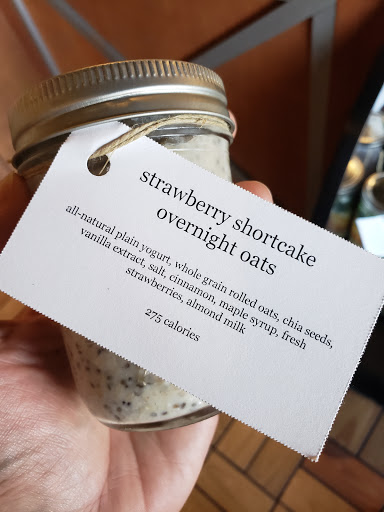 strawberry shortcake
overnight oats
all-natural plain yogurt, whole grain rolled oats, chia seeds,
vanilla extract, salt, cinnamon, maple syrup, fresh
strawberries, almond milk
275 calories